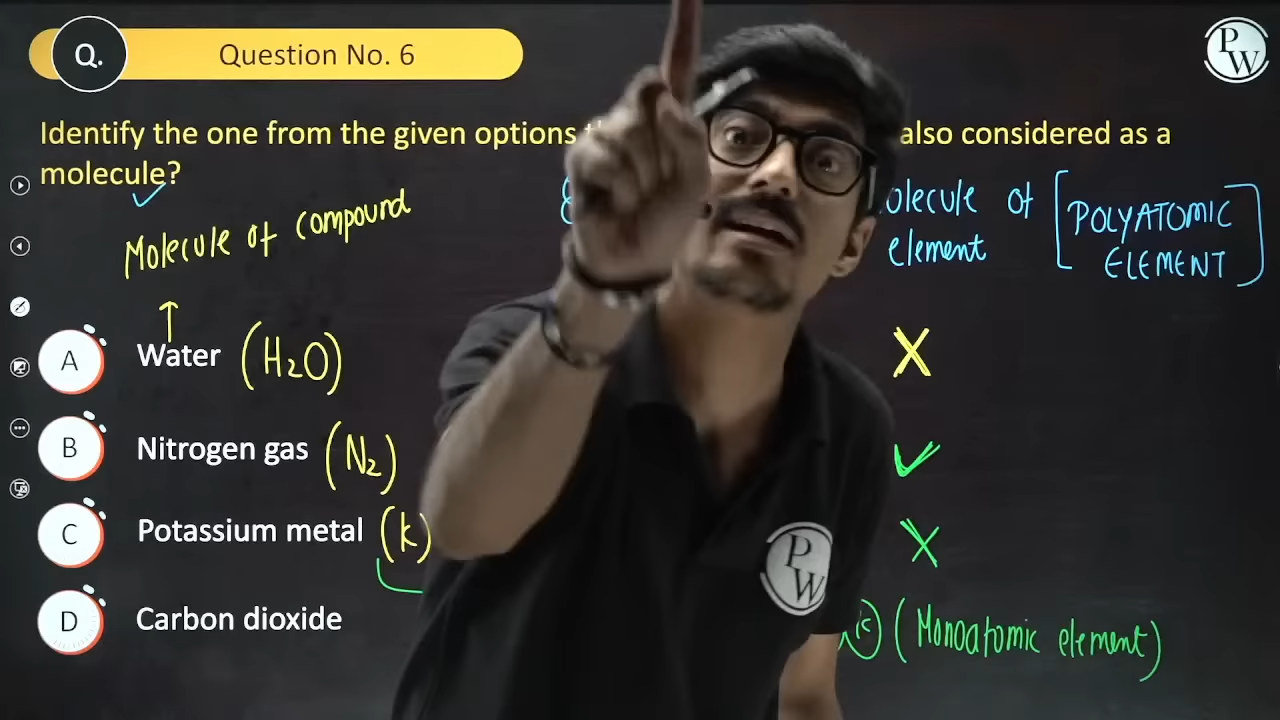 Q.
Question No. 6
PW
Identify the one from the given options also considered as a
molecule?
Molecule of compound
olecule of element [POLYATOMIC ELEMENT]
↑
A Water (H₂O) X
B Nitrogen gas (N₂) ✓
C Potassium metal (k) X
D Carbon dioxide
(Monoatomic element)
PW